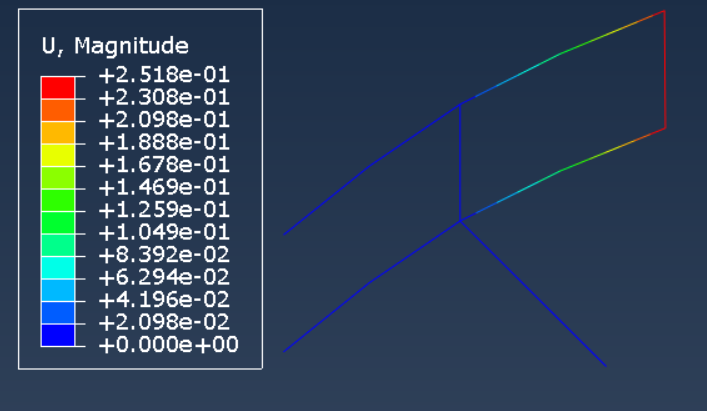 U, Magnitude
+2.518e-01
+2.308e-01
+2.098e-01
+1.888e-01
+1.678e-01
+1.469e-01
+1.259e-01
+1.049e-01
+8.392e-02
+6.294e-02
+4.196e-02
+2.098e-02
+0.000e+00